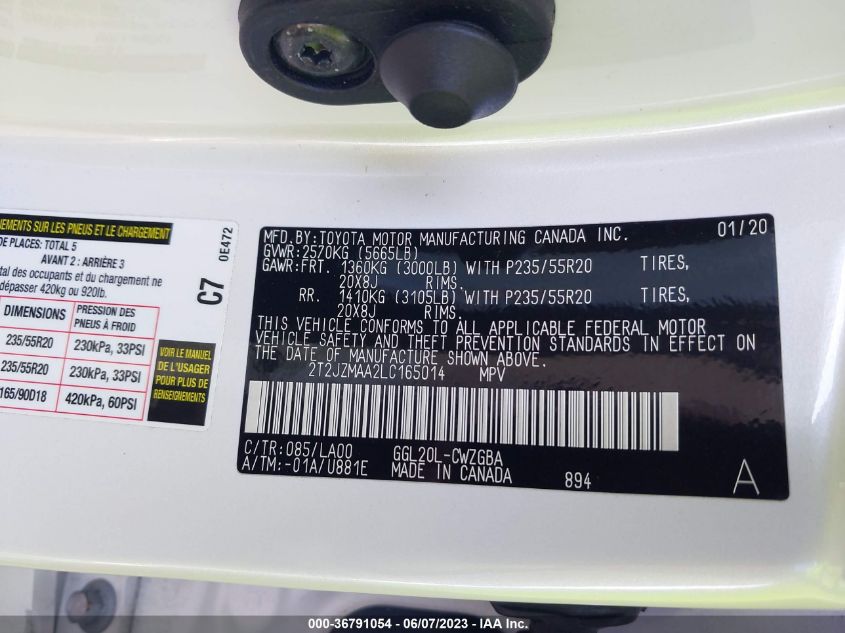 NEMENTS SUR LES PNEUS ET LE CHARGEMENT
DE PLACES: TOTAL 5
AVANT 2 : ARRIÈRE 3
tal des occupants et du chargement ne
dépasser 420kg ou 920lb.
DIMENSIONS PRESSION DES PNEUS À FROID
235/55R20 230kPa, 33PSI
235/55R20 230kPa, 33PSI
165/90D18 420kPa, 60PSI
VOIR LE MANUEL
DE L'USAGER
POUR PLUS DE
RENSEIGNEMENTS
C7
0E472
MFD.BY:TOYOTA MOTOR MANUFACTURING CANADA INC. 01/20
GVWR:2570KG (5665LB)
GAWR:FRT. 1360KG (3000LB) WITH P235/55R20 TIRES,
20X8J RIMS.
RR. 1410KG (3105LB) WITH P235/55R20 TIRES,
20X8J RIMS.
THIS VEHICLE CONFORMS TO ALL APPLICABLE FEDERAL MOTOR
VEHICLE SAFETY AND THEFT PREVENTION STANDARDS IN EFFECT ON
THE DATE OF MANUFACTURE SHOWN ABOVE.
2T2JZMAA2LC165014 MPV
C/TR:085/LA00 GGL20L-CWZGBA
A/TM:-01A/U881E MADE IN CANADA 894 A
000-36791054 - 06/07/2023 - IAA Inc.